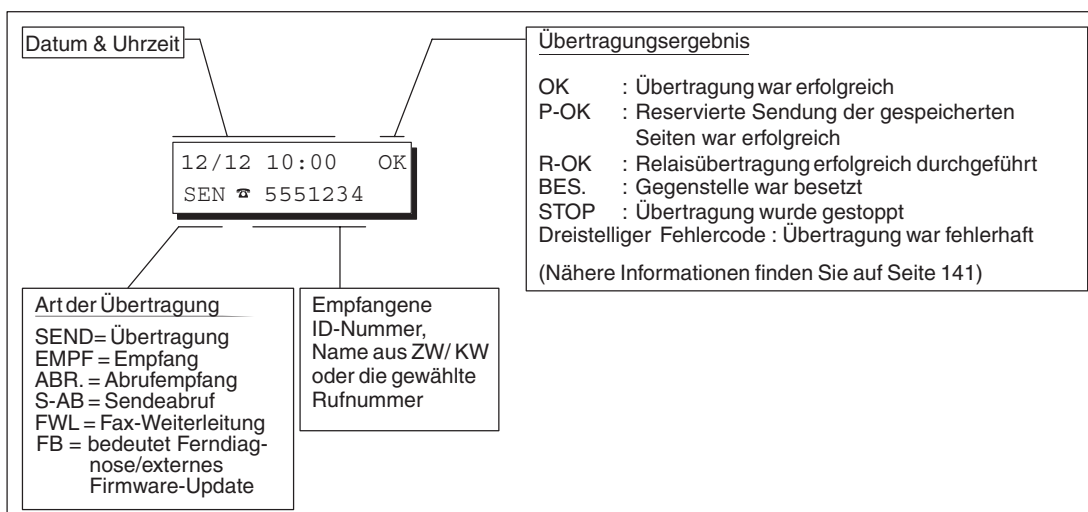 Datum & Uhrzeit
12/12 10:00 OK
SEN ☎ 5551234
Übertragungsergebnis
OK : Übertragung war erfolgreich
P-OK : Reservierte Sendung der gespeicherten
Seiten war erfolgreich
R-OK : Relaisübertragung erfolgreich durchgeführt
BES. : Gegenstelle war besetzt
STOP : Übertragung wurde gestoppt
Dreistelliger Fehlercode : Übertragung war fehlerhaft
(Nähere Informationen finden Sie auf Seite 141)
Art der Übertragung
SEND= Übertragung
EMPF = Empfang
ABR. = Abrufempfang
S-AB = Sendeabruf
FWL = Fax-Weiterleitung
FB = bedeutet Ferndiag-
nose/externes
Firmware-Update
Empfangene
ID-Nummer,
Name aus ZW/ KW
oder die gewählte
Rufnummer